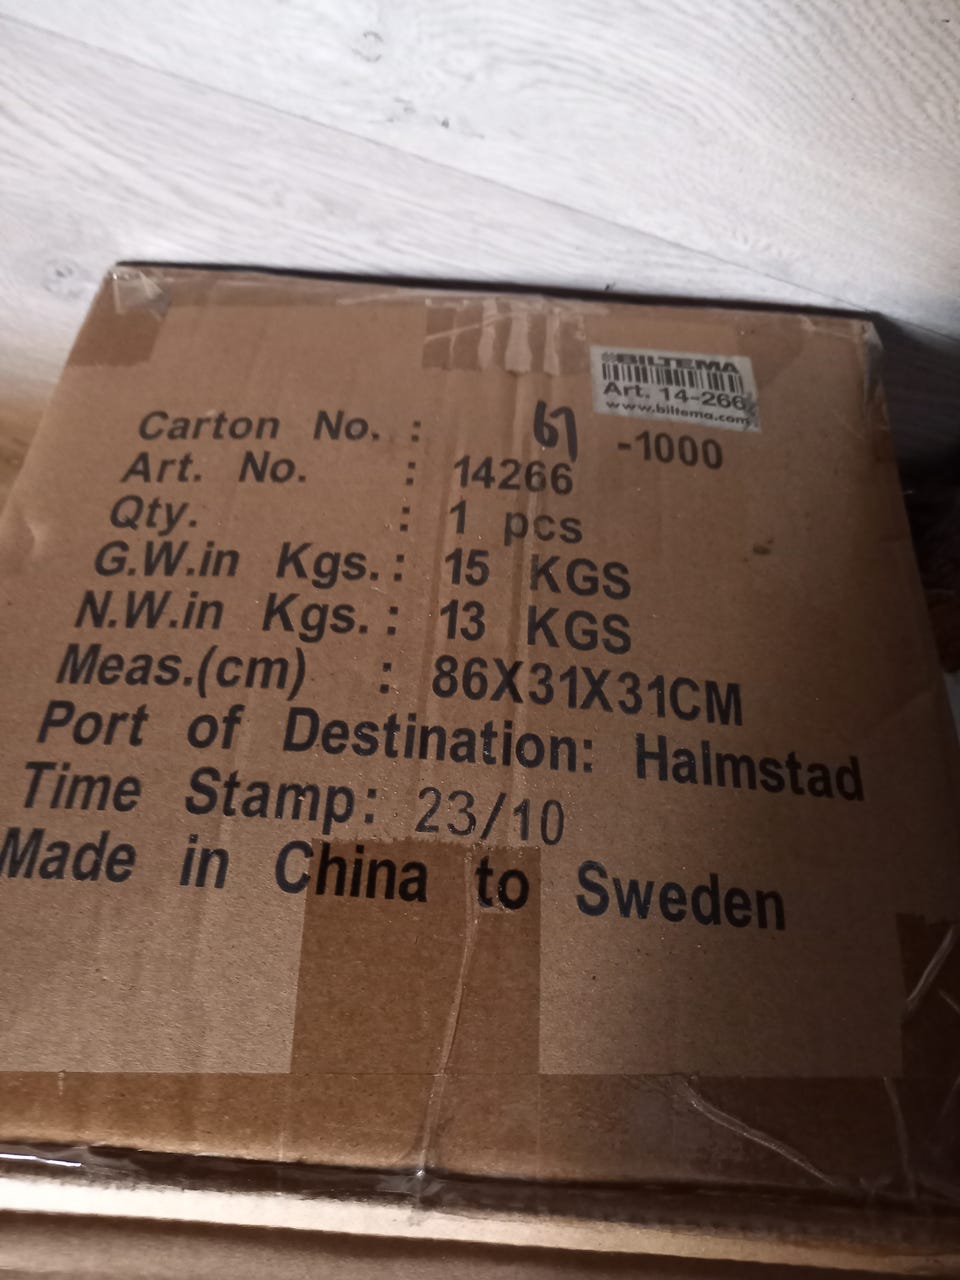 BILTEMA
Art. 14-266
www.biltema.com
Carton No. : 67 -1000
Art. No. : 14266
Qty. : 1 pcs
G.W.in Kgs. : 15 KGS
N.W.in Kgs. : 13 KGS
Meas.(cm) : 86X31X31CM
Port of Destination: Halmstad
Time Stamp: 23/10
Made in China to Sweden